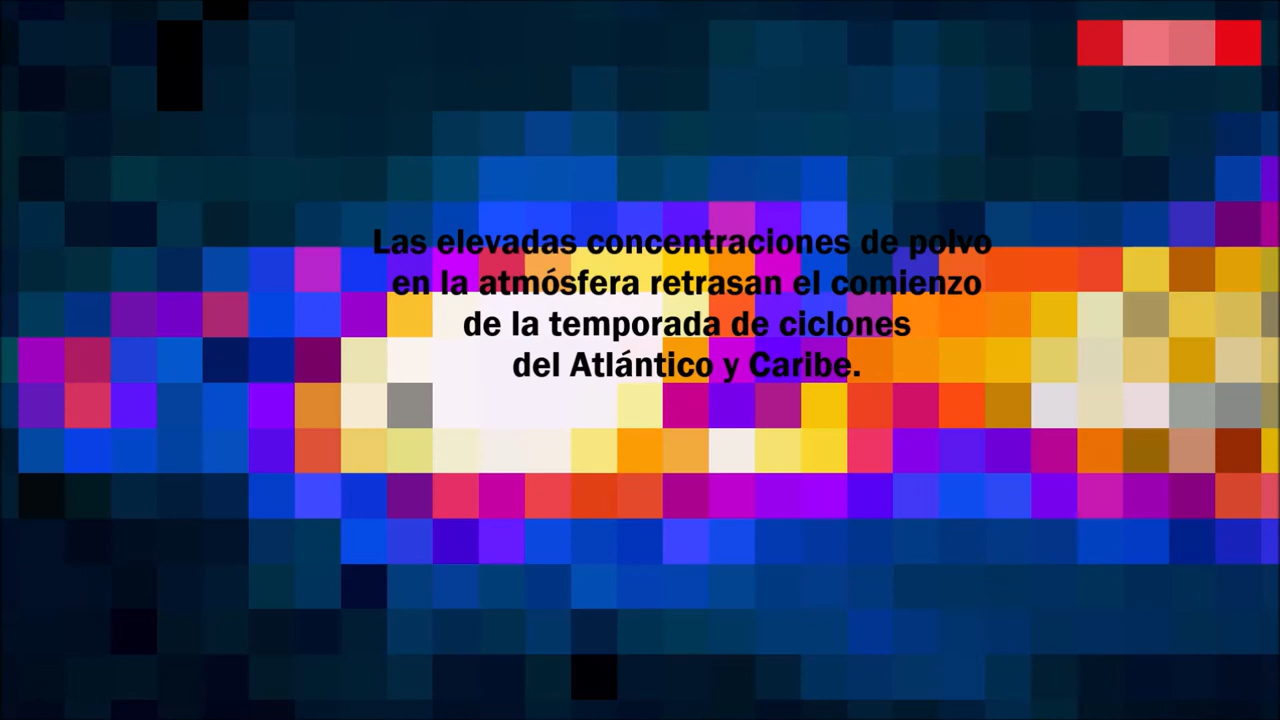 Las elevadas concentraciones de polvo
en la atmósfera retrasan el comienzo
de la temporada de ciclones
del Atlántico y Caribe.